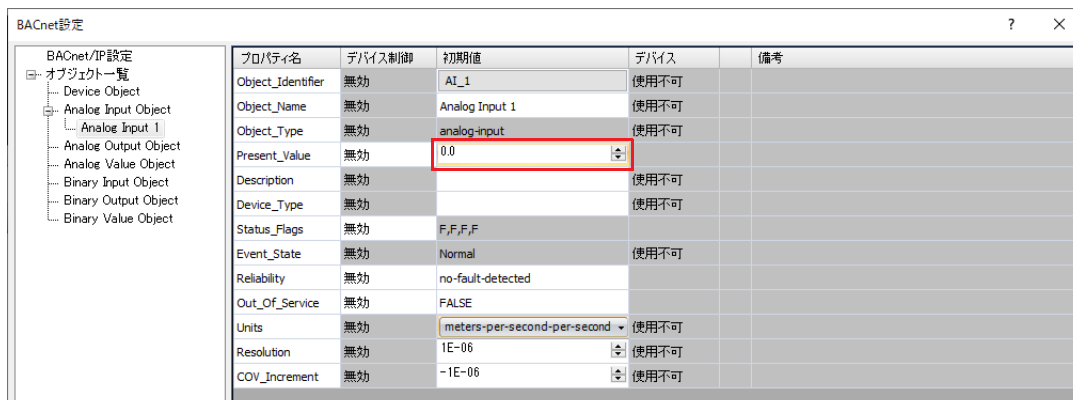 BACnet設定
? ×
BACnet/IP設定
オブジェクト一覧
Device Object
Analog Input Object
Analog Input 1
Analog Output Object
Analog Value Object
Binary Input Object
Binary Output Object
Binary Value Object
プロパティ名 デバイス制御 初期値 デバイス 備考
Object_Identifier 無効 AI_1 使用不可
Object_Name 無効 Analog Input 1 使用不可
Object_Type 無効 analog-input 使用不可
Present_Value 無効 0.0
Description 無効 使用不可
Device_Type 無効 使用不可
Status_Flags 無効 F,F,F,F
Event_State 無効 Normal 使用不可
Reliability 無効 no-fault-detected
Out_Of_Service 無効 FALSE
Units 無効 meters-per-second-per-second 使用不可
Resolution 無効 1E-06 使用不可
COV_Increment 無効 -1E-06 使用不可